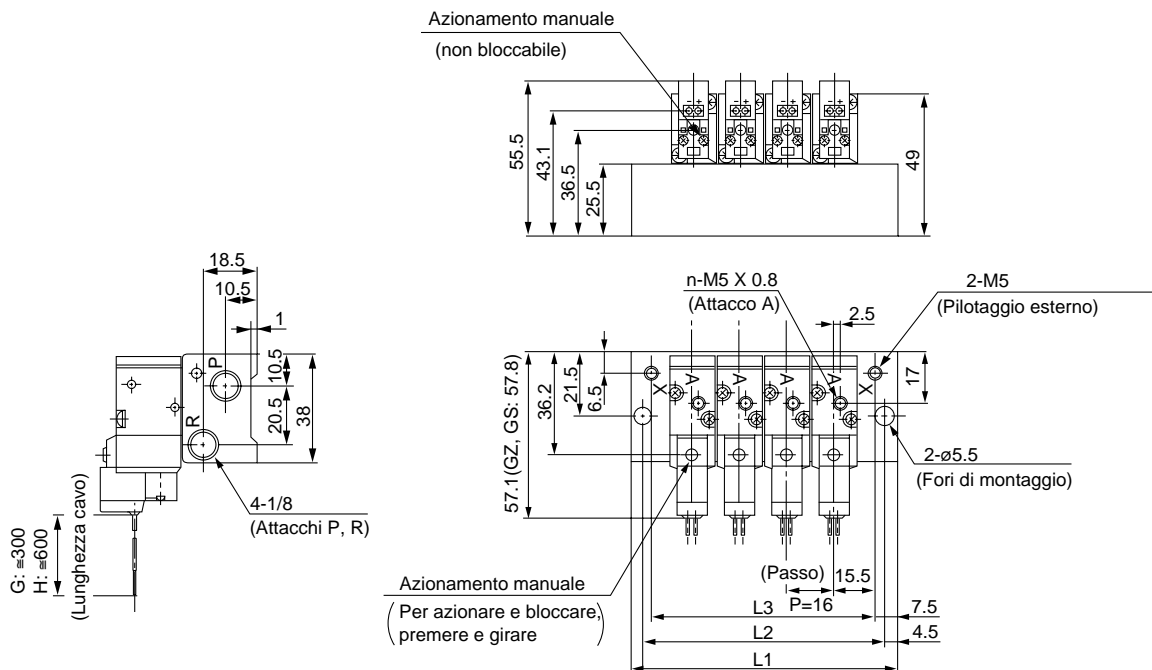 Azionamento manuale
(non bloccabile)
- +
- +
- +
- +
55.5
43.1
36.5
25.5
49
18.5
10.5
1
P
R
10.5
20.5
38
4-1/8
(Attacchi P, R)
G: ≅300
H: ≅600
(Lunghezza cavo)
n-M5 X 0.8
(Attacco A)
2-M5
(Pilotaggio esterno)
2.5
57.1(GZ, GS: 57.8)
36.2
21.5
6.5
X
A
A
A
A
X
17
2-ø5.5
(Fori di montaggio)
Azionamento manuale
(Per azionare e bloccare,
premere e girare)
(Passo)
P=16
15.5
L3
7.5
L2
4.5
L1